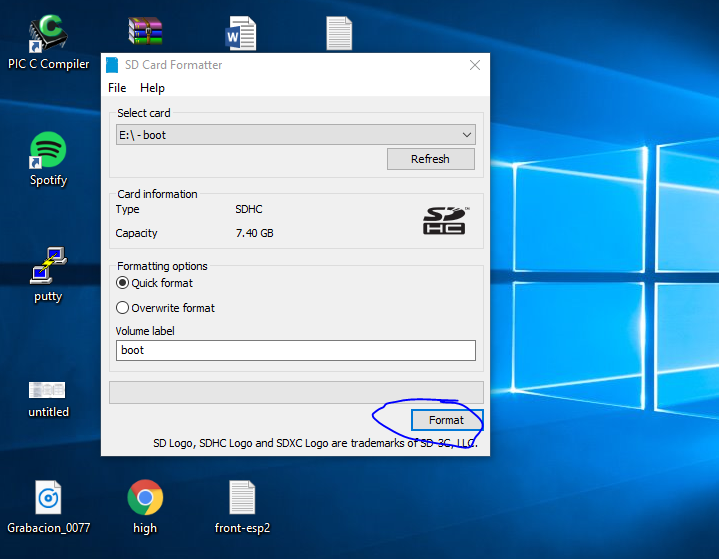 PIC C Compiler
Spotify
putty
untitled
Grabacion_0077
high
front-esp2
SD Card Formatter
File Help
Select card
E:\ - boot
Refresh
Card information
Type SDHC
Capacity 7.40 GB
SD
HC
™
Formatting options
Quick format
Overwrite format
Volume label
boot
Format
SD Logo, SDHC Logo and SDXC Logo are trademarks of SD-3C, LLC.